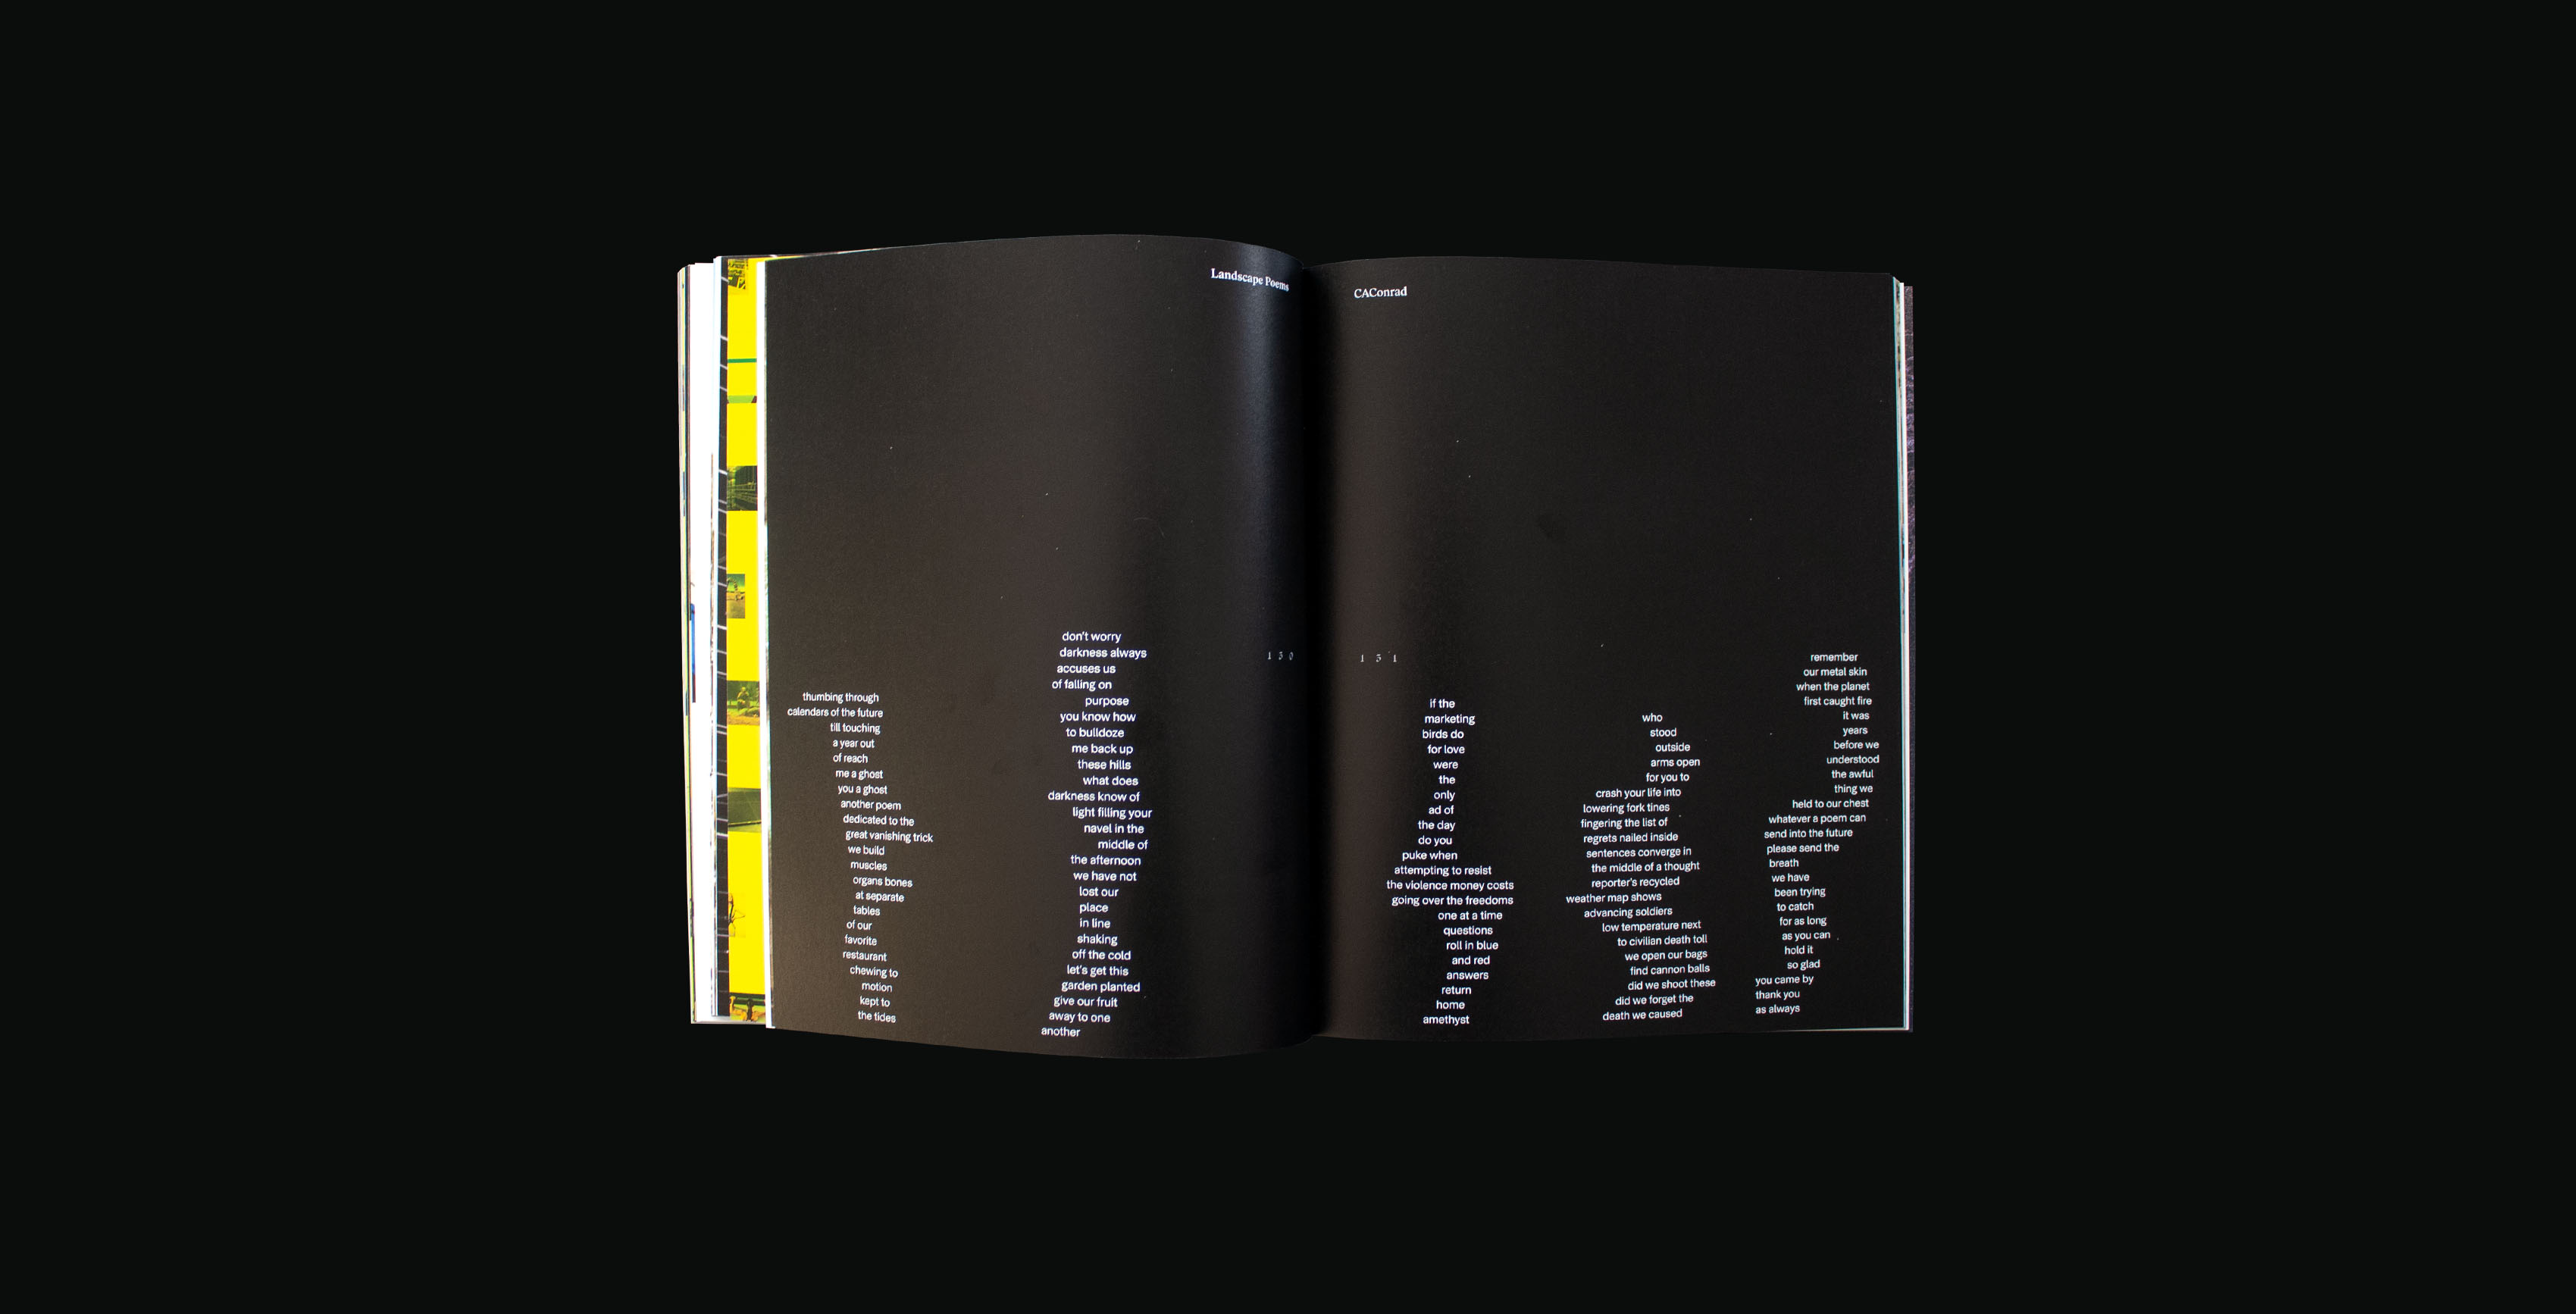 Landscape Poems
thumbing through
calendars of the future
till touching
a year out
of reach
me a ghost
you a ghost
another poem
dedicated to the
great vanishing trick
we build
muscles
organs bones
at separate
tables
of our
favorite
restaurant
chewing to
motion
kept to
the tides
don't worry
darkness always
accuses us
of falling on
purpose
you know how
to bulldoze
me back up
these hills
what does
darkness know of
light filling your
navel in the
middle of
the afternoon
we have not
lost our
place
in line
shaking
off the cold
let's get this
garden planted
give our fruit
away to one
another
CAConrad
if the
marketing
birds do
for love
were
the
only
ad of
the day
do you
puke when
attempting to resist
the violence money costs
going over the freedoms
one at a time
questions
roll in blue
and red
answers
return
home
amethyst
who
stood
outside
arms open
for you to
crash your life into
lowering fork tines
fingering the list of
regrets nailed inside
sentences converge in
the middle of a thought
reporter's recycled
weather map shows
advancing soldiers
low temperature next
to civilian death toll
we open our bags
find cannon balls
did we shoot these
did we forget the
death we caused
remember
our metal skin
when the planet
first caught fire
it was
years
before we
understood
the awful
thing we
held to our chest
whatever a poem can
send into the future
please send the
breath
we have
been trying
to catch
for as long
as you can
hold it
so glad
you came by
thank you
as always